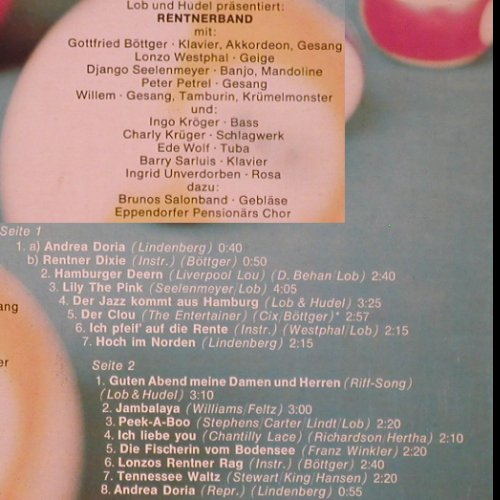 Lob und Hudel präsentiert:
RENTNERBAND
mit:
Gottfried Böttger · Klavier, Akkordeon, Gesang
Lonzo Westphal · Geige
Django Seelenmeyer · Banjo, Mandoline
Peter Petrel · Gesang
Willem · Gesang, Tamburin, Krümelmonster
und:
Ingo Kröger · Bass
Charly Krüger · Schlagwerk
Ede Wolf · Tuba
Barry Sarluis · Klavier
Ingrid Unverdorben · Rosa
dazu:
Brunos Salonband · Gebläse
Eppendorfer Pensionärs Chor
Seite 1
1. a) Andrea Doria (Lindenberg) 0:40
b) Rentner Dixie (Instr.) (Böttger) 0:50
2. Hamburger Deern (Liverpool Lou) (D. Behan/Lob) 2:40
3. Lily The Pink (Seelenmeyer/Lob) 4:05
4. Der Jazz kommt aus Hamburg (Lob & Hudel) 3:25
5. Der Clou (The Entertainer) (Cix/Böttger)* 2:57
6. Ich pfeif' auf die Rente (Instr.) (Westphal/Lob) 2:15
7. Hoch im Norden (Lindenberg) 2:15
ang
er
Seite 2
1. Guten Abend meine Damen und Herren (Riff-Song)
(Lob & Hudel) 3:10
2. Jambalaya (Williams/Feltz) 3:00
3. Peek-A-Boo (Stephens/Carter/Lindt/Lob) 2:20
4. Ich liebe you (Chantilly Lace) (Richardson/Hertha) 2:10
5. Die Fischerin vom Bodensee (Franz Winkler) 2:20
6. Lonzos Rentner Rag (Instr.) (Böttger) 2:40
7. Tennessee Waltz (Stewart/King/Hansen) 2:20
8. Andrea Doria (Repr.) (Lindenberg) 0:55